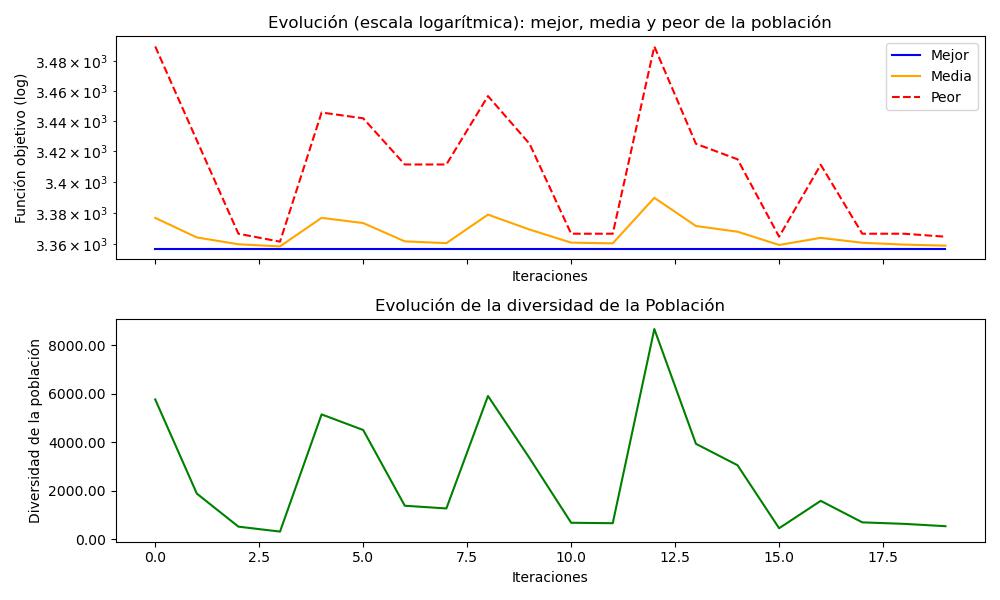 Evolución (escala logarítmica): mejor, media y peor de la población
Función objetivo (log)
3.48 × 10³
3.46 × 10³
3.44 × 10³
3.42 × 10³
3.4 × 10³
3.38 × 10³
3.36 × 10³
Mejor
Media
Peor
Iteraciones
Evolución de la diversidad de la Población
Diversidad de la población
8000.00
6000.00
4000.00
2000.00
0.00
0.0 2.5 5.0 7.5 10.0 12.5 15.0 17.5
Iteraciones